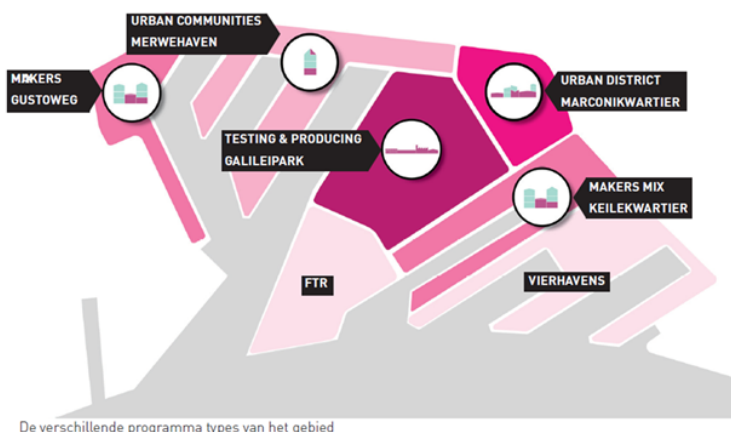 URBAN COMMUNITIES
MERWEHAVEN
MAKERS
GUSTOWEG
URBAN DISTRICT
MARCONIKWARTIER
TESTING & PRODUCING
GALILEIPARK
MAKERS MIX
KEILEKWARTIER
FTR
VIERHAVENS
De verschillende programma types van het gebied